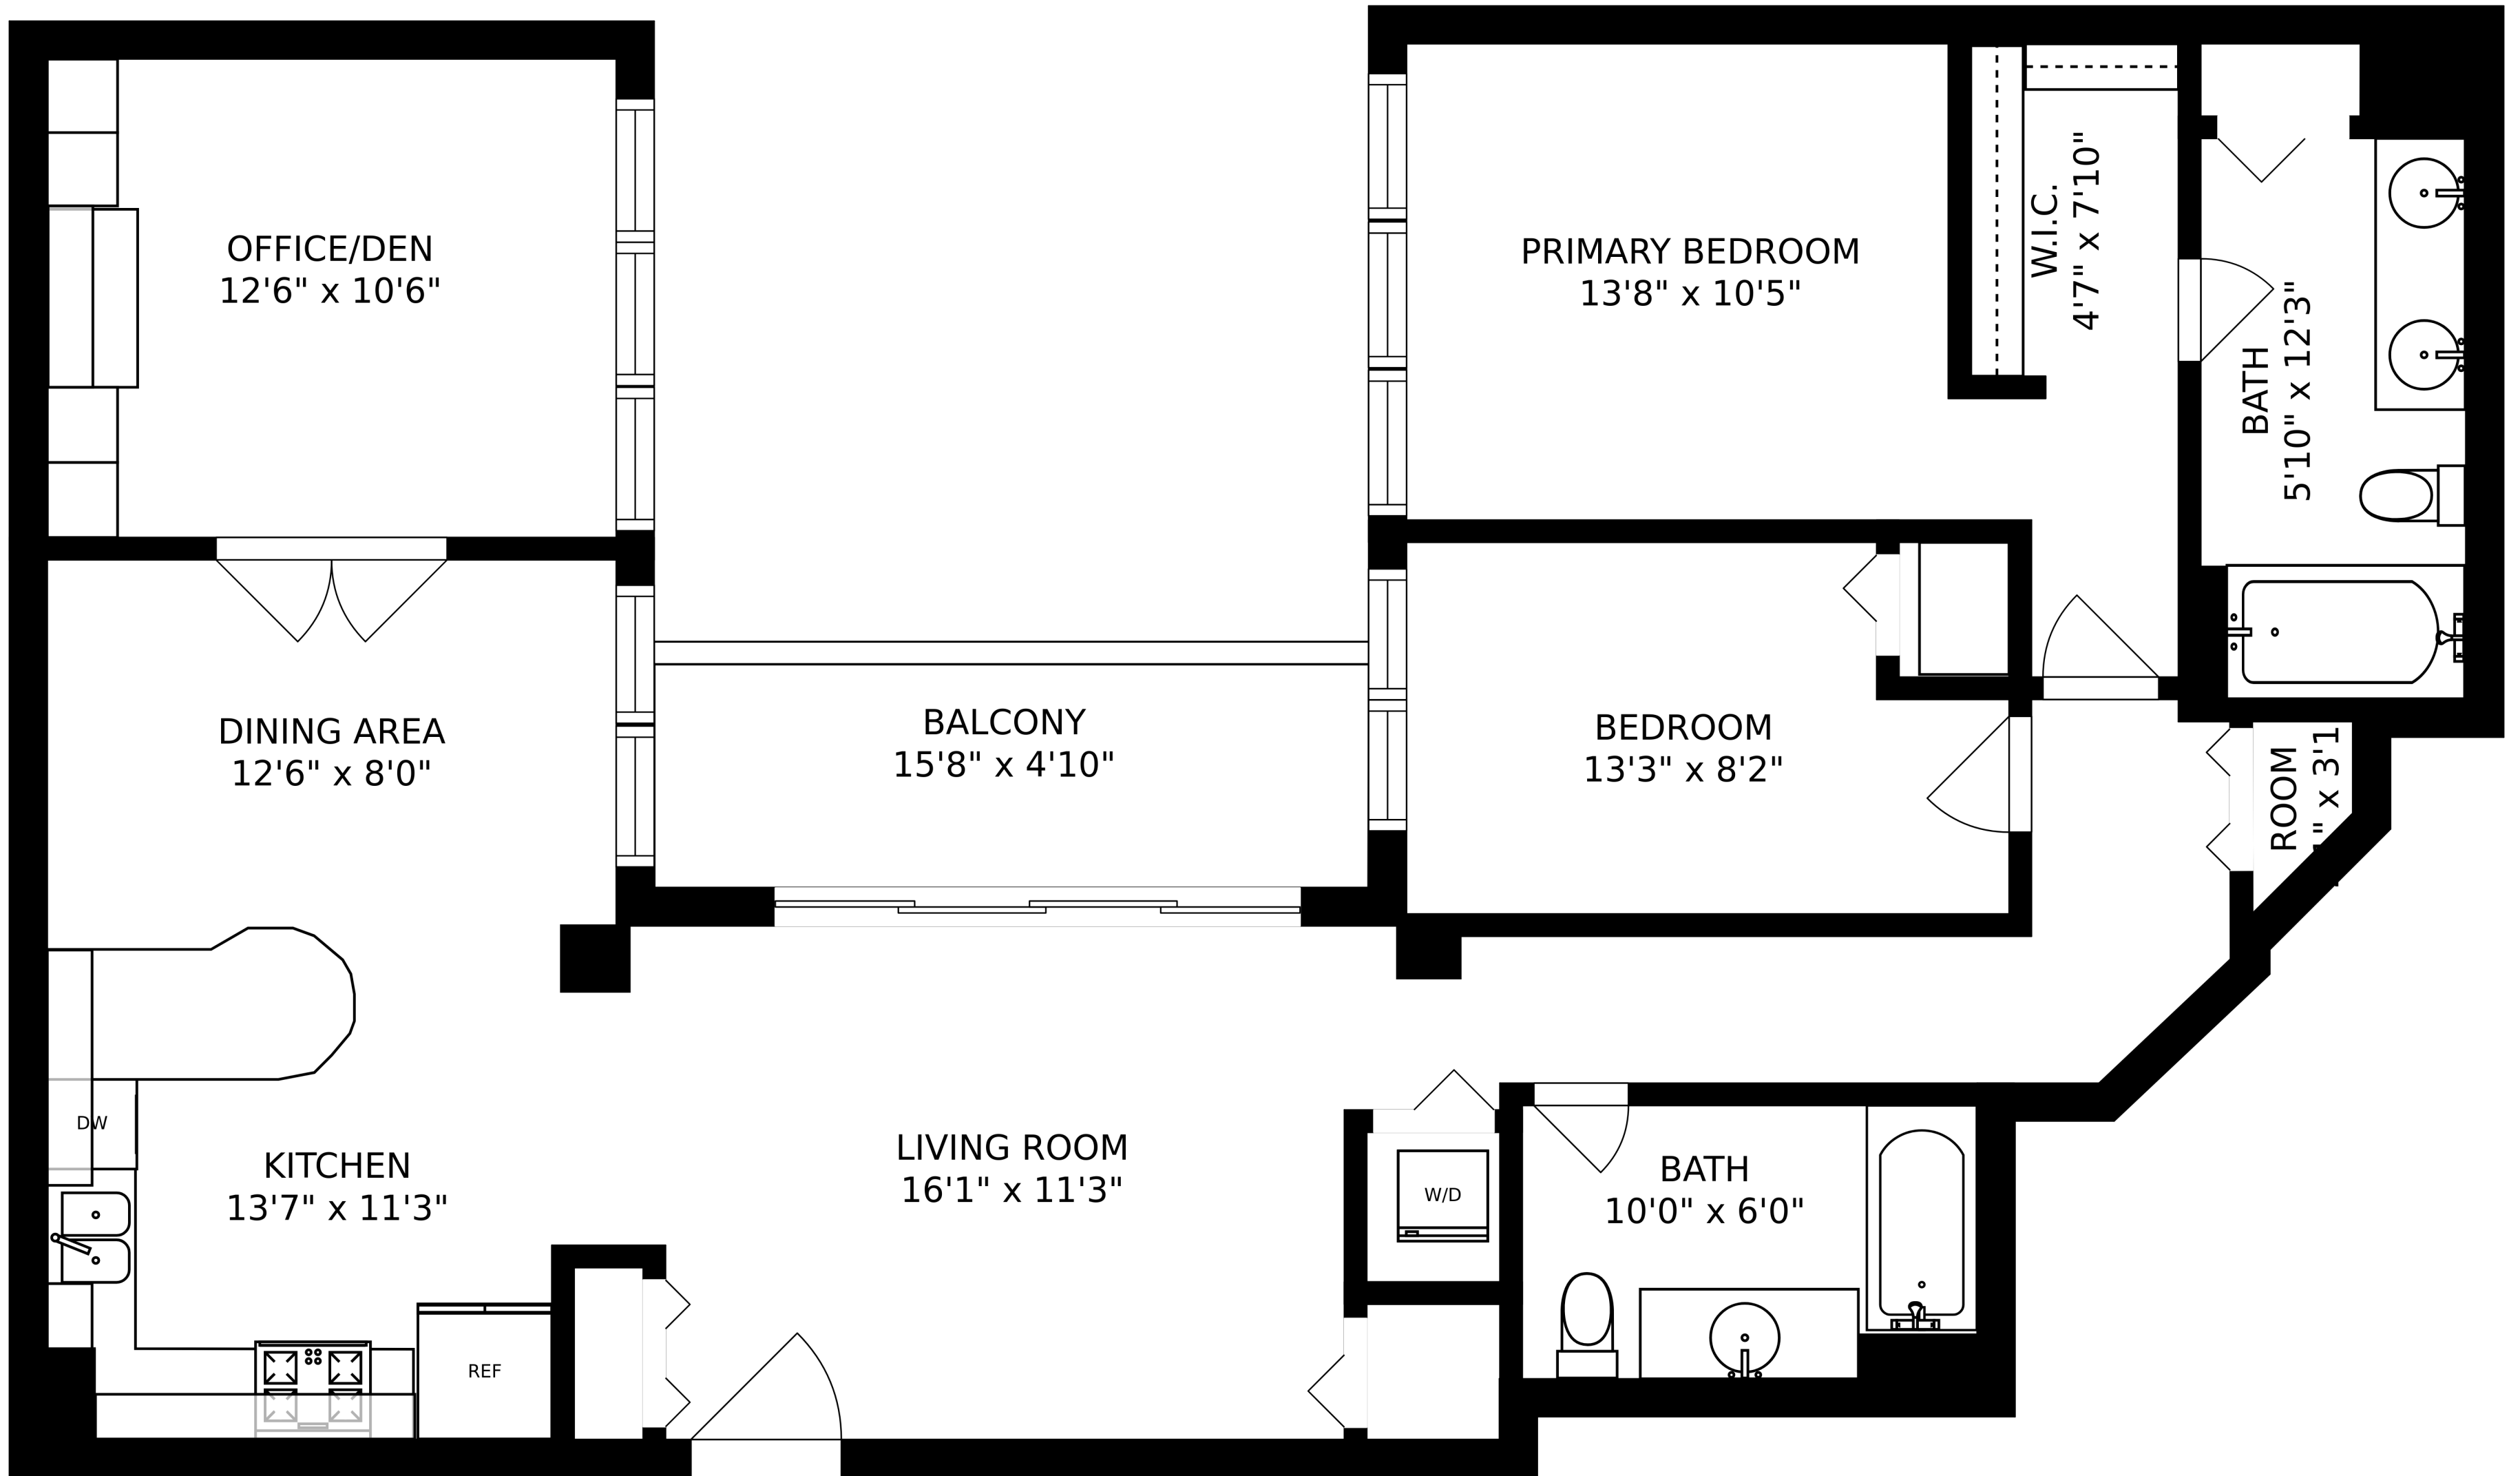 OFFICE/DEN
12'6" x 10'6"
PRIMARY BEDROOM
13'8" x 10'5"
W.I.C.
4'7" x 7'10"
BATH
5'10" x 12'3"
DINING AREA
12'6" x 8'0"
BALCONY
15'8" x 4'10"
BEDROOM
13'3" x 8'2"
ROOM
" x 3'1
DW
KITCHEN
13'7" x 11'3"
LIVING ROOM
16'1" x 11'3"
W/D
BATH
10'0" x 6'0"
REF